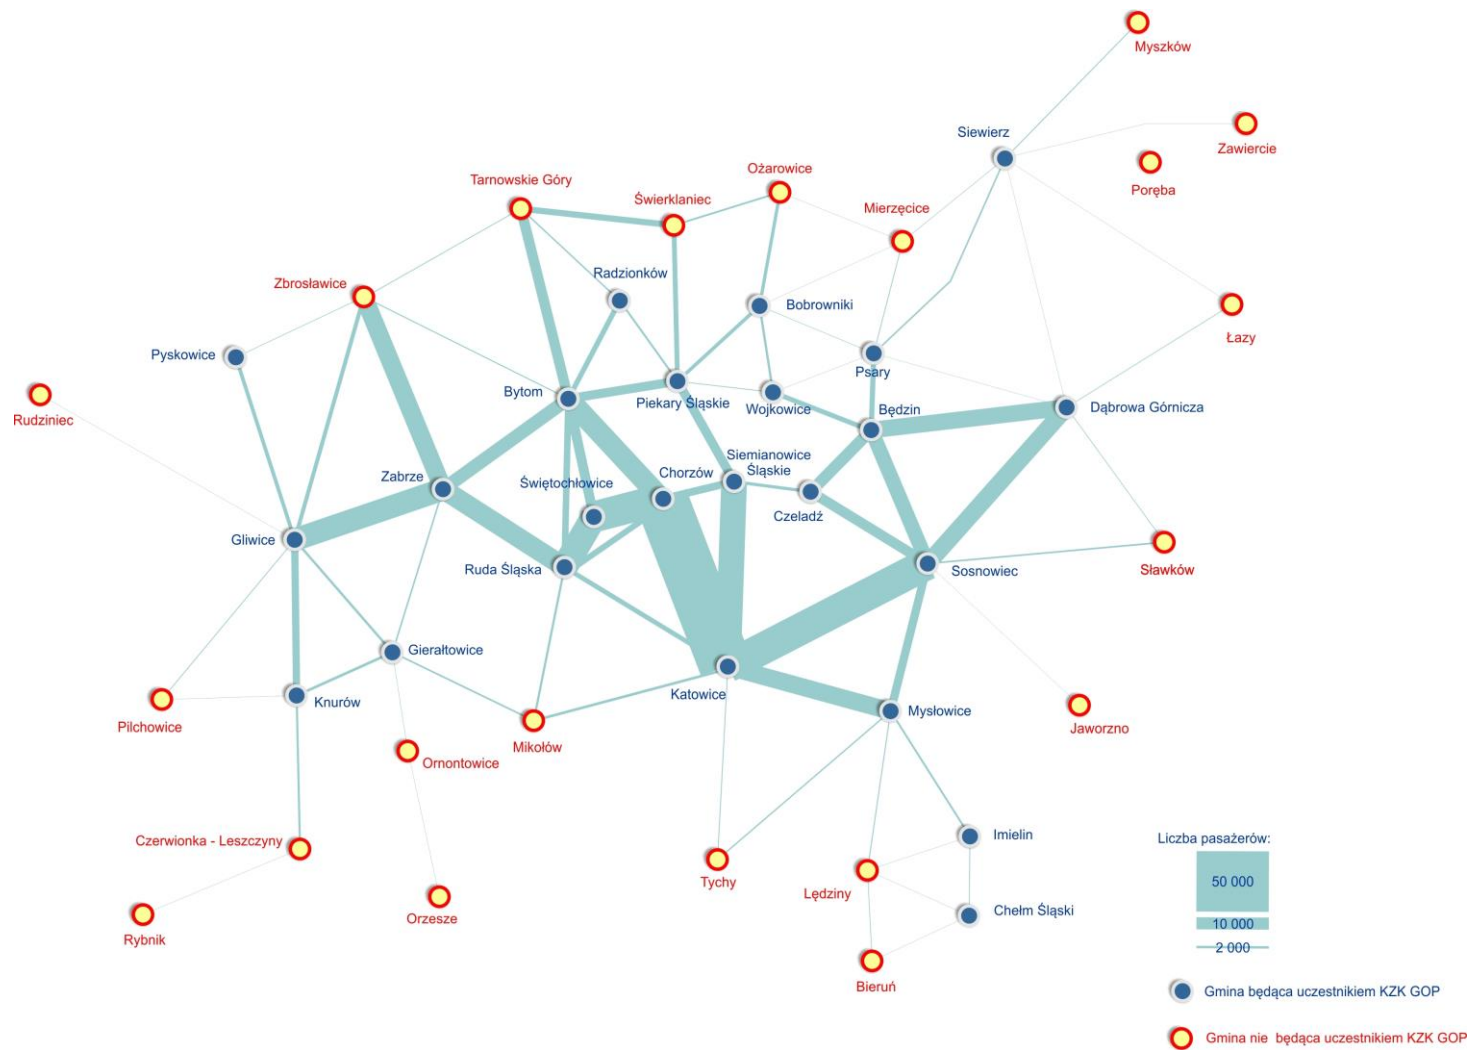 Myszków
Siewierz
Zawiercie
Poręba
Ożarowice
Tarnowskie Góry
Świerklaniec
Mierzęcice
Radzionków
Zbrosławice
Bobrowniki
Łazy
Pyskowice
Psary
Bytom
Piekary Śląskie
Wojkowice
Będzin
Dąbrowa Górnicza
Rudziniec
Siemianowice
Śląskie
Zabrze
Chorzów
Świętochłowice
Czeladź
Gliwice
Ruda Śląska
Sosnowiec
Sławków
Gierałtowice
Katowice
Knurów
Mysłowice
Pilchowice
Jaworzno
Mikołów
Ornontowice
Imielin
Liczba pasażerów:
Czerwionka - Leszczyny
50 000
Tychy
Lędziny
Chełm Śląski
Orzesze
10 000
Rybnik
2 000
Bieruń
Gmina będąca uczestnikiem KZK GOP
Gmina nie będąca uczestnikiem KZK GOP